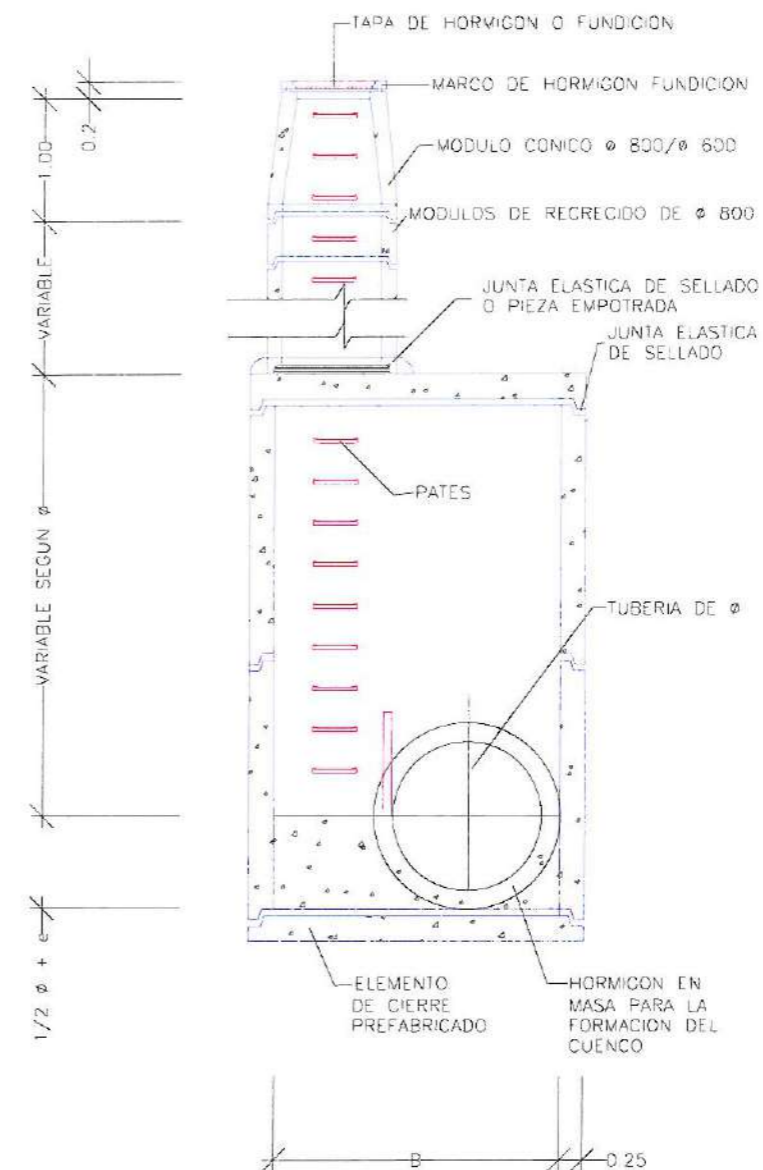 TAPA DE HORMIGON O FUNDICION
MARCO DE HORMIGON FUNDICION
MODULO CONICO Ø 800/Ø 600
MODULOS DE RECRECIDO DE Ø 800
JUNTA ELASTICA DE SELLADO
O PIEZA EMPOTRADA
JUNTA ELASTICA
DE SELLADO
PATES
TUBERIA DE Ø
ELEMENTO
DE CIERRE
PREFABRICADO
HORMIGON EN
MASA PARA LA
FORMACION DEL
CUENCO
0.2
1.00
VARIABLE
VARIABLE SEGUN Ø
1/2 Ø + e
B
0.25